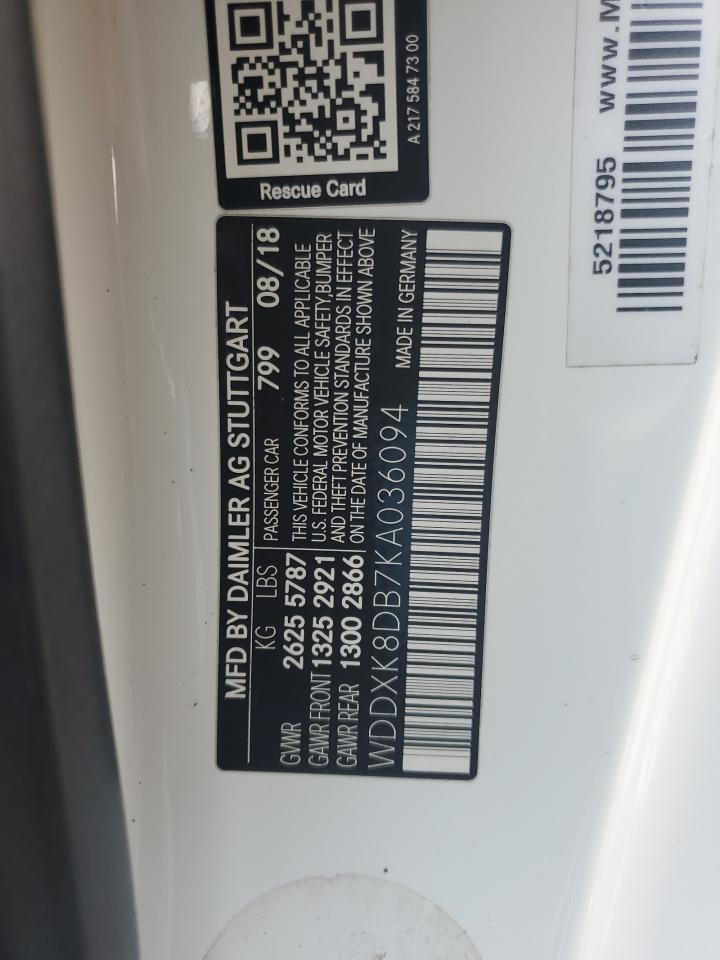 A 217 584 73 00
Rescue Card
MFD BY DAIMLER AG STUTTGART
KG LBS PASSENGER CAR 799 08/18
GVWR 2625 5787 THIS VEHICLE CONFORMS TO ALL APPLICABLE
GAWR FRONT 1325 2921 U.S. FEDERAL MOTOR VEHICLE SAFETY,BUMPER
GAWR REAR 1300 2866 AND THEFT PREVENTION STANDARDS IN EFFECT
ON THE DATE OF MANUFACTURE SHOWN ABOVE
WDDXK8DB7KA036094 MADE IN GERMANY
5218795 www.M